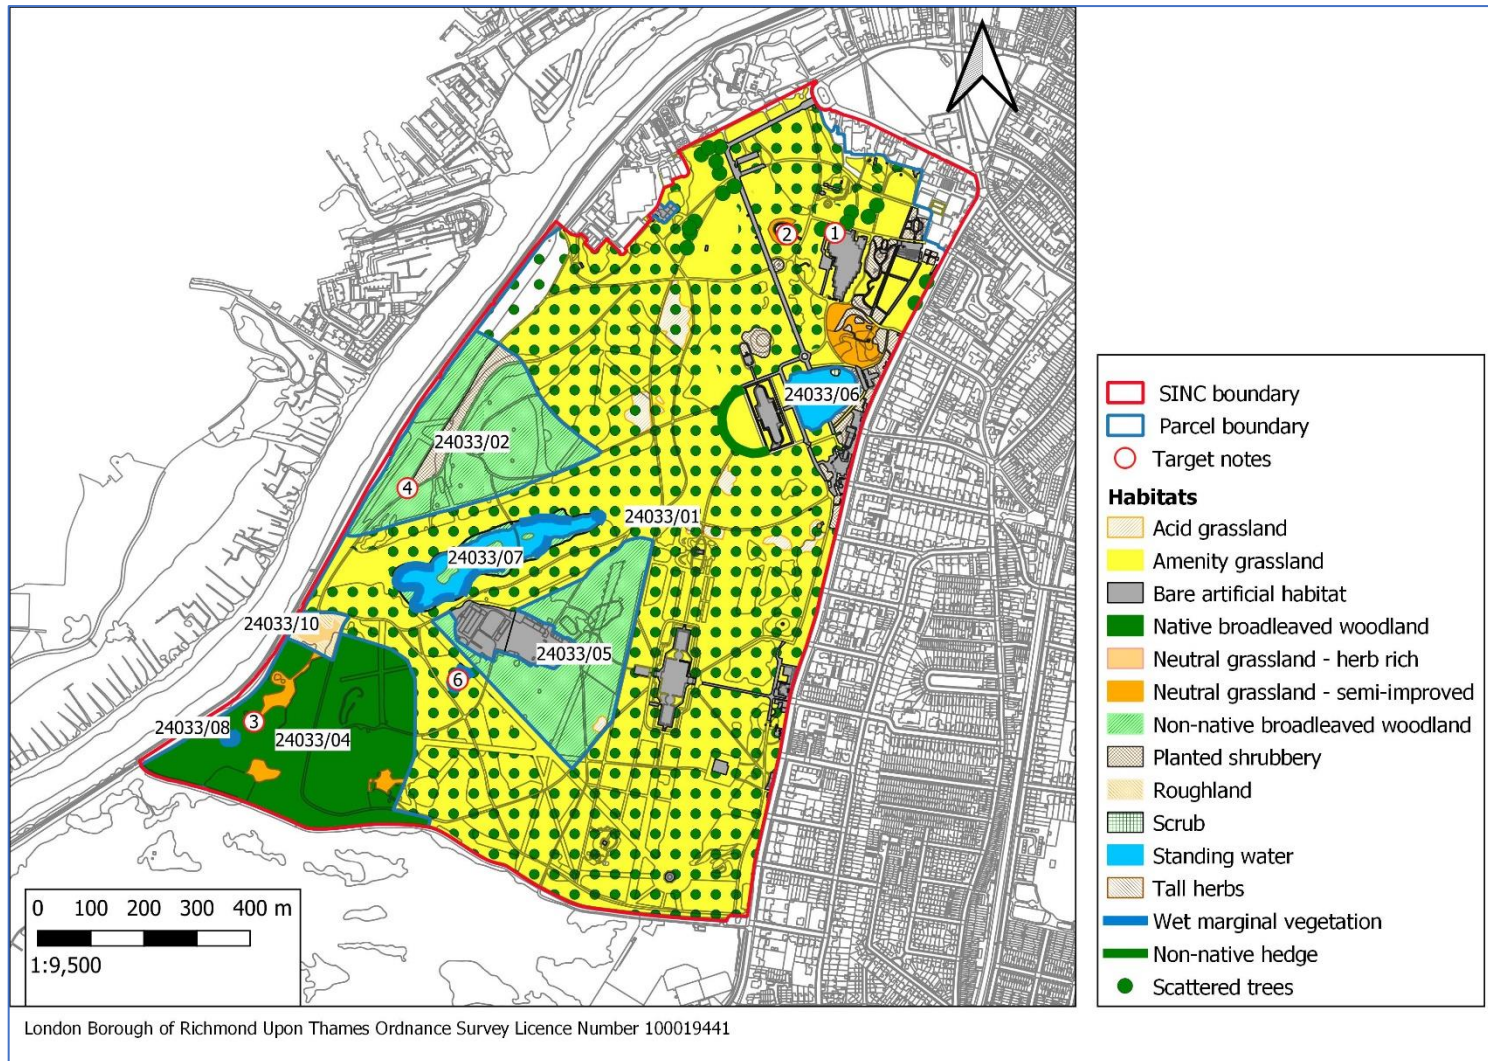 2
1
24033/06
24033/02
4
24033/01
24033/07
24033/10
24033/05
6
24033/08
3
24033/04
0 100 200 300 400 m
1:9,500
SINC boundary
Parcel boundary
Target notes
Habitats
Acid grassland
Amenity grassland
Bare artificial habitat
Native broadleaved woodland
Neutral grassland - herb rich
Neutral grassland - semi-improved
Non-native broadleaved woodland
Planted shrubbery
Roughland
Scrub
Standing water
Tall herbs
Wet marginal vegetation
Non-native hedge
Scattered trees
London Borough of Richmond Upon Thames Ordnance Survey Licence Number 100019441